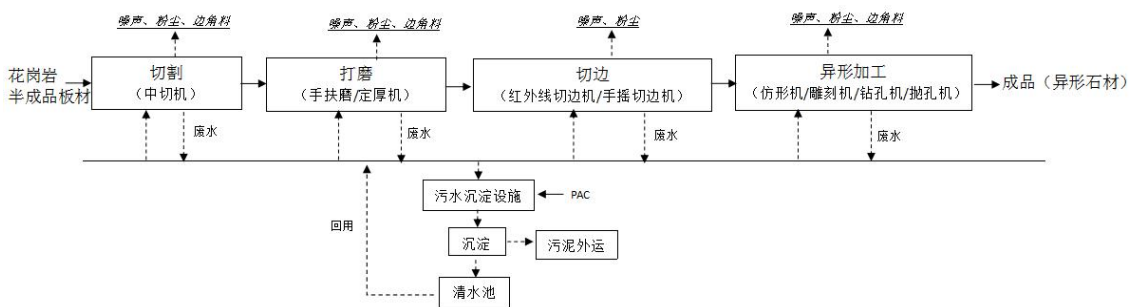 噪声、粉尘、边角料
噪声、粉尘、边角料
噪声、粉尘
噪声、粉尘、边角料
花岗岩
半成品板材
切割
（中切机）
打磨
（手扶磨/定厚机）
切边
（红外线切边机/手摇切边机）
异形加工
（仿形机/雕刻机/钻孔机/抛孔机）
成品（异形石材）
废水
废水
废水
废水
污水沉淀设施
PAC
回用
沉淀
污泥外运
清水池